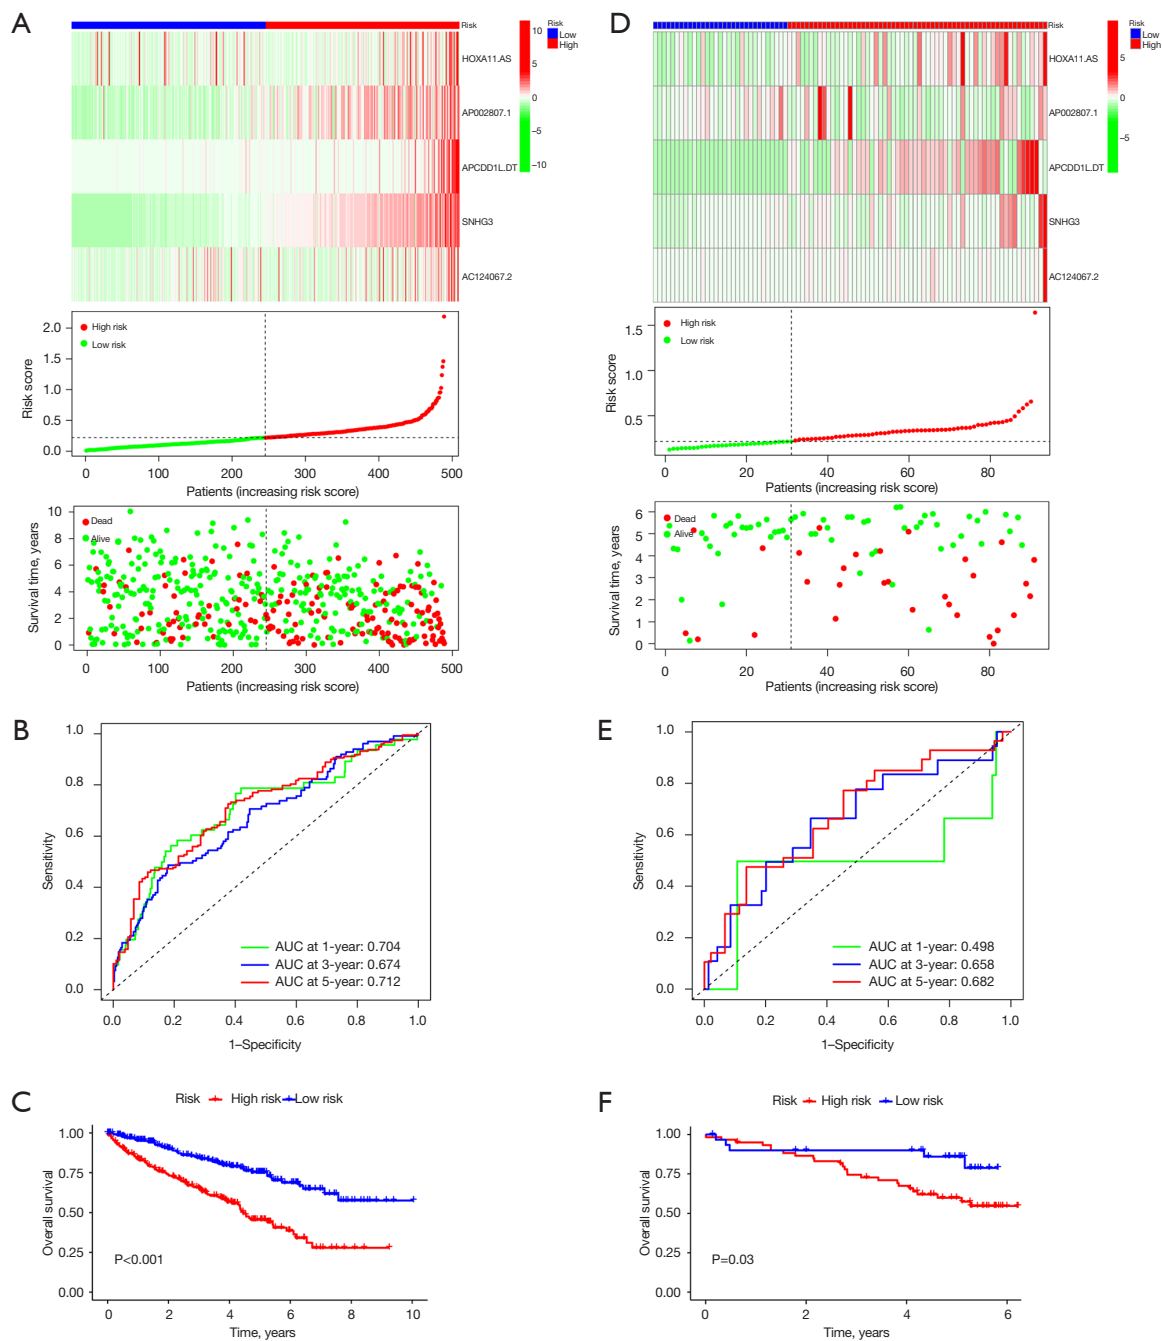 A
Risk
Risk
Low
High
10
5
0
−5
−10
HOXA11.AS
AP002807.1
APCDD1L.DT
SNHG3
AC124067.2
High risk
Low risk
Risk score
2.0
1.5
1.0
0.5
0.0
0 100 200 300 400 500
Patients (increasing risk score)
Dead
Alive
Survival time, years
10
8
6
4
2
0
0 100 200 300 400 500
Patients (increasing risk score)
B
Sensitivity
1.0
0.8
0.6
0.4
0.2
0.0
AUC at 1-year: 0.704
AUC at 3-year: 0.674
AUC at 5-year: 0.712
0.0 0.2 0.4 0.6 0.8 1.0
1–Specificity
C
Risk High risk Low risk
Overall survival
1.00
0.75
0.50
0.25
0.00
P<0.001
0 2 4 6 8 10
Time, years
D
Risk
Risk
Low
High
5
0
−5
HOXA11.AS
AP002807.1
APCDD1L.DT
SNHG3
AC124067.2
High risk
Low risk
Risk score
1.5
1.0
0.5
0 20 40 60 80
Patients (increasing risk score)
Dead
Alive
Survival time, years
6
5
4
3
2
1
0
0 20 40 60 80
Patients (increasing risk score)
E
Sensitivity
1.0
0.8
0.6
0.4
0.2
0.0
AUC at 1-year: 0.498
AUC at 3-year: 0.658
AUC at 5-year: 0.682
0.0 0.2 0.4 0.6 0.8 1.0
1–Specificity
F
Risk High risk Low risk
Overall survival
1.00
0.75
0.50
0.25
0.00
P=0.03
0 2 4 6
Time, years